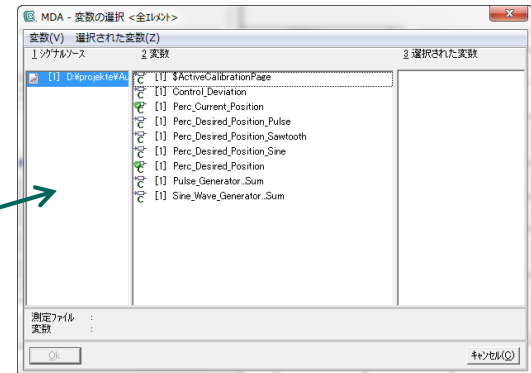 MDA - 変数の選択 <全ｴﾚﾒﾝﾄ>
変数(V) 選択された変数(Z)
1 ｼｸﾞﾅﾙソース 2 変数 3 選択された変数
[1] D:¥projekte¥Au
[1] $ActiveCalibrationPage
[1] Control_Deviation
[1] Perc_Current_Position
[1] Perc_Desired_Position_Pulse
[1] Perc_Desired_Position_Sawtooth
[1] Perc_Desired_Position_Sine
[1] Perc_Desired_Position
[1] Pulse_Generator..Sum
[1] Sine_Wave_Generator..Sum
測定ファイル :
変数 :
Ok ｷｬﾝｾﾙ(C)